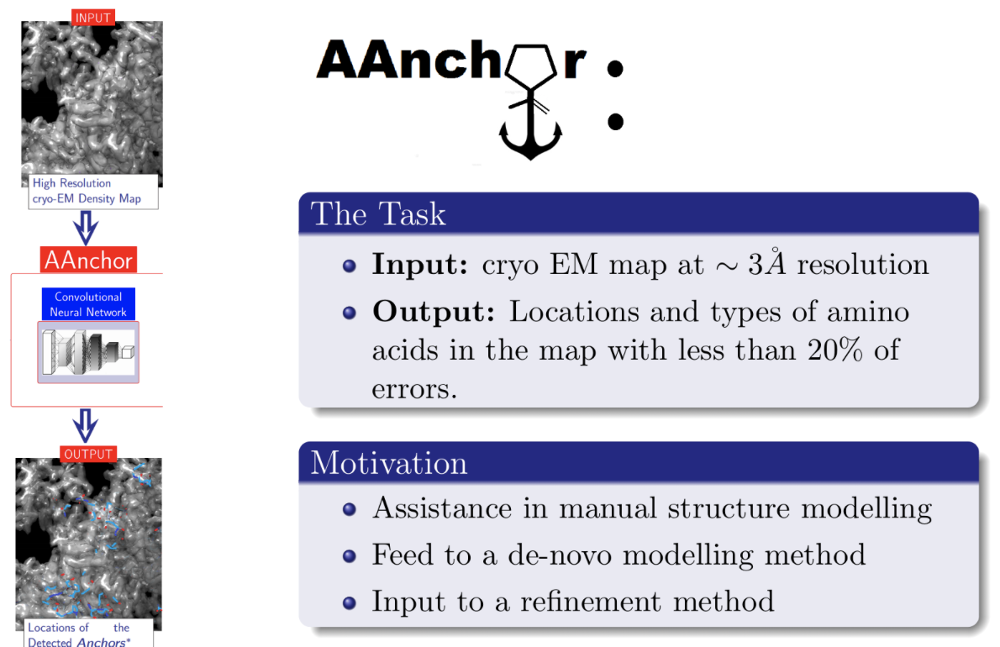 INPUT
High Resolution
cryo-EM Density Map
AAnchor
Convolutional
Neural Network
OUTPUT
Locations of the
Detected Anchors*
AAnchor :
The Task
Input: cryo EM map at ∼ 3Å resolution
Output: Locations and types of amino
acids in the map with less than 20% of
errors.
Motivation
Assistance in manual structure modelling
Feed to a de-novo modelling method
Input to a refinement method